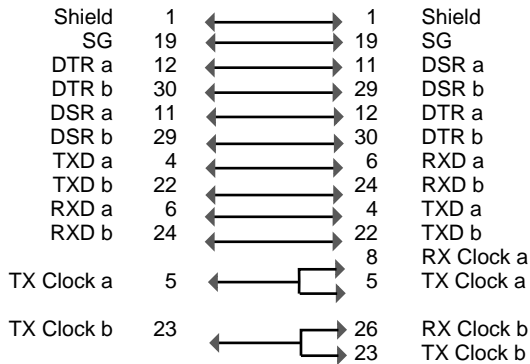 Shield 1 1 Shield
SG 19 19 SG
DTR a 12 11 DSR a
DTR b 30 29 DSR b
DSR a 11 12 DTR a
DSR b 29 30 DTR b
TXD a 4 6 RXD a
TXD b 22 24 RXD b
RXD a 6 4 TXD a
RXD b 24 22 TXD b
8 RX Clock a
TX Clock a 5 5 TX Clock a
TX Clock b 23 26 RX Clock b
23 TX Clock b